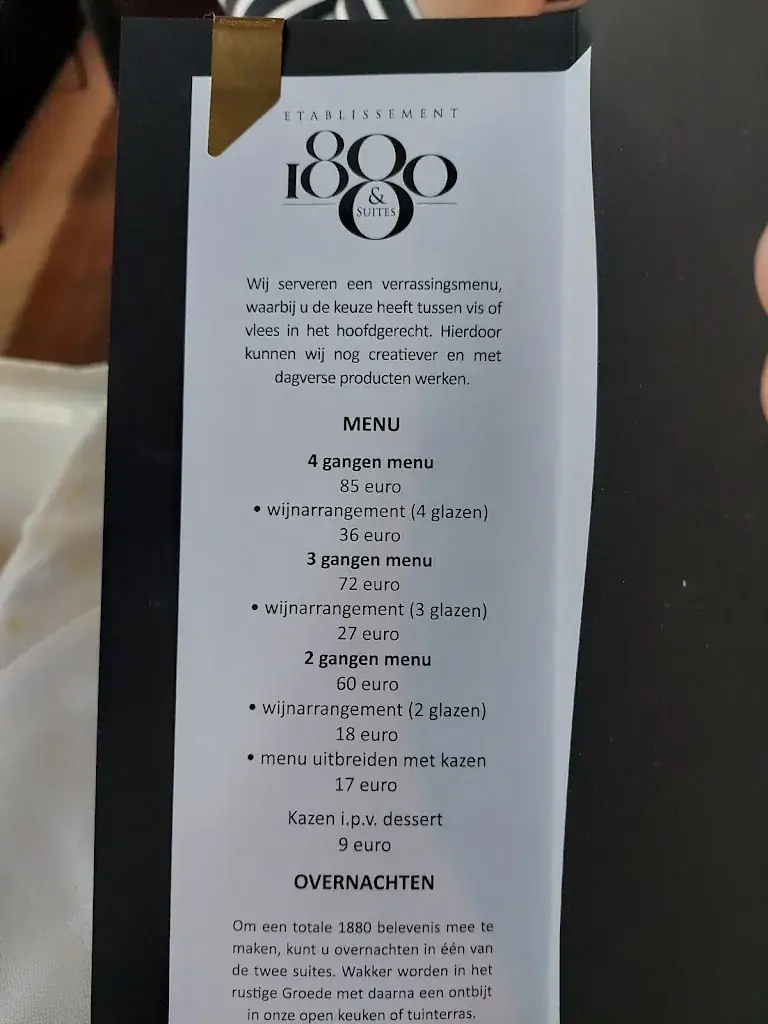 ETABLISSEMENT
1880
&
SUITES
Wij serveren een verrassingsmenu,
waarbij u de keuze heeft tussen vis of
vlees in het hoofdgerecht. Hierdoor
kunnen wij nog creatiever en met
dagverse producten werken.
MENU
4 gangen menu
85 euro
• wijnarrangement (4 glazen)
36 euro
3 gangen menu
72 euro
• wijnarrangement (3 glazen)
27 euro
2 gangen menu
60 euro
• wijnarrangement (2 glazen)
18 euro
• menu uitbreiden met kazen
17 euro
Kazen i.p.v. dessert
9 euro
OVERNACHTEN
Om een totale 1880 belevenis mee te
maken, kunt u overnachten in één van
de twee suites. Wakker worden in het
rustige Groede met daarna een ontbijt
in onze open keuken of tuinterras.